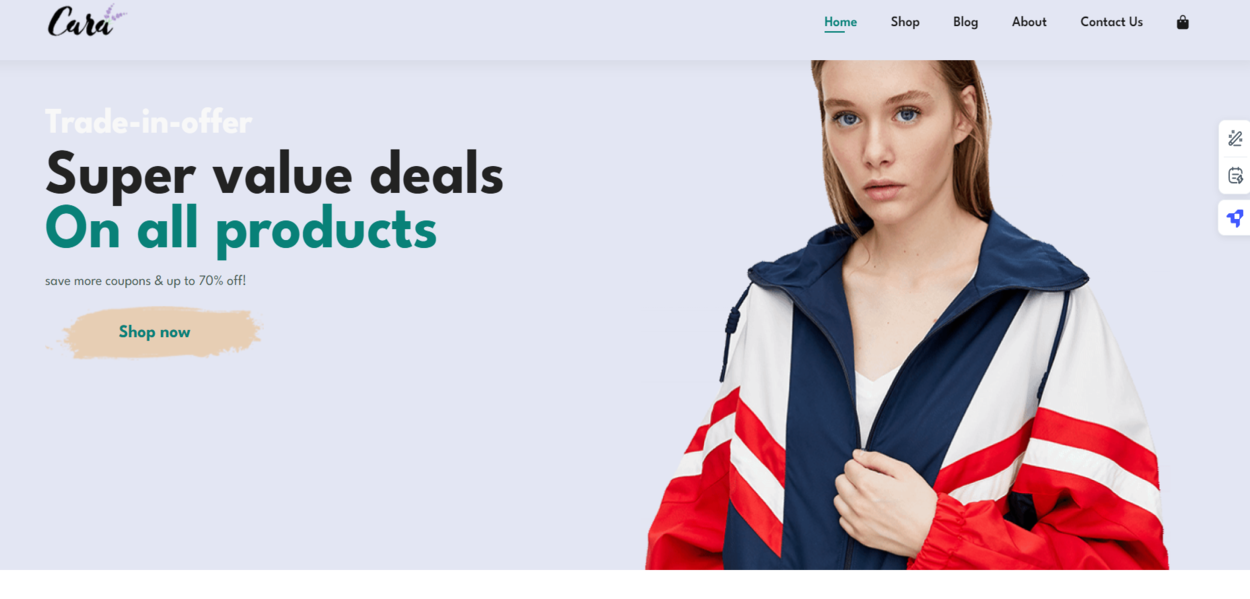 Cara
Home Shop Blog About Contact Us
Trade-in-offer
Super value deals
On all products
save more coupons & up to 70% off!
Shop now